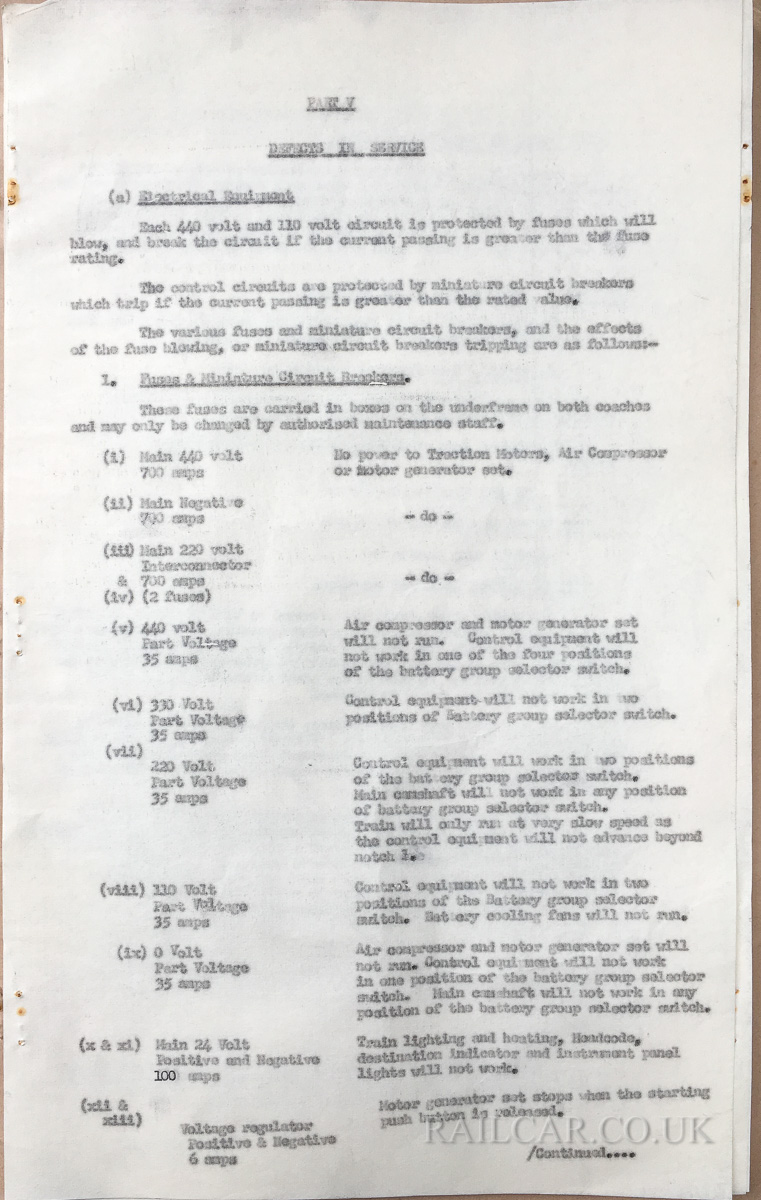 PART V
DEFECTS IN SERVICE
(a) Electrical Equipment
Each 440 volt and 110 volt circuit is protected by fuses which will
blow, and break the circuit if the current passing is greater than the fuse
rating.
The control circuits are protected by miniature circuit breakers
which trip if the current passing is greater than the rated value.
The various fuses and miniature circuit breakers, and the effects
of the fuse blowing, or miniature circuit breakers tripping are as follows:-
1. Fuses & Miniature Circuit Breakers.
These fuses are carried in boxes on the underframe on both coaches
and may only be changed by authorised maintenance staff.
(i) Main 440 volt No power to Traction Motors, Air Compressor
700 amps or Motor generator set.
(ii) Main Negative
700 amps - do -
(iii) Main 220 volt
Interconnector
& 700 amps - do -
(iv) (2 fuses)
(v) 440 volt Air compressor and motor generator set
Part Voltage will not run. Control equipment will
35 amps not work in one of the four positions
of the battery group selector switch.
(vi) 330 Volt Control equipment will not work in two
Part Voltage positions of Battery group selector switch.
35 amps
(vii)
220 Volt Control equipment will work in two positions
Part Voltage of the battery group selector switch.
35 amps Main camshaft will not work in any position
of battery group selector switch.
Train will only run at very slow speed as
the control equipment will not advance beyond
notch 1.
(viii) 110 Volt Control equipment will not work in two
Part Voltage positions of the Battery group selector
35 amps switch. Battery cooling fans will not run.
(ix) 0 Volt Air compressor and motor generator set will
Part Voltage not run. Control equipment will not work
35 amps in one position of the battery group selector
switch. Main camshaft will not work in any
position of the battery group selector switch.
(x & xi) Main 24 Volt Train lighting and heating, Headcode,
Positive and Negative destination indicator and instrument panel
100 amps lights will not work.
(xii & Motor generator set stops when the starting
xiii) push button is released.
Voltage regulator
Positive & Negative
6 amps
/Continued....
RAILCAR.CO.UK